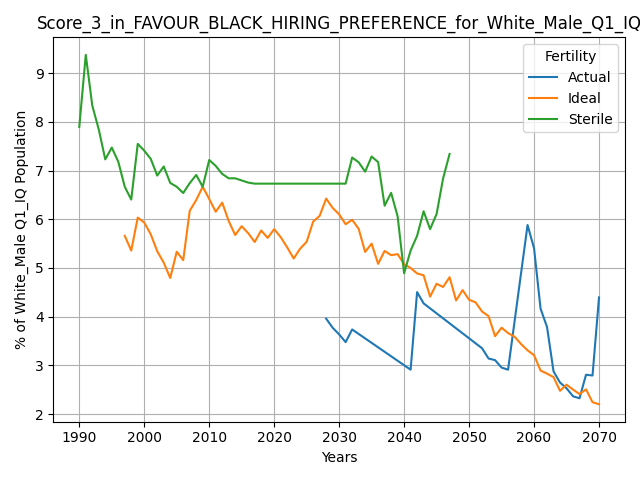 Score_3_in_FAVOUR_BLACK_HIRING_PREFERENCE_for_White_Male_Q1_IQ
Fertility
Actual
Ideal
Sterile
% of White_Male Q1_IQ Population
9
8
7
6
5
4
3
2
1990 2000 2010 2020 2030 2040 2050 2060 2070
Years